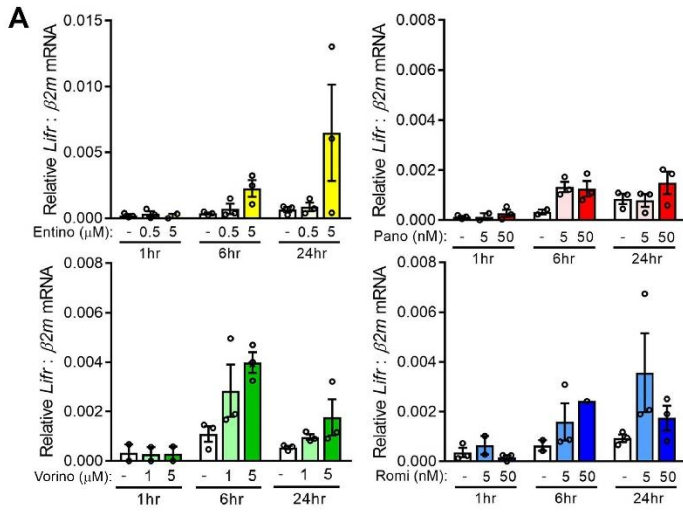 A
Relative Lifr : β2m mRNA
0.015
0.010
0.005
0.000
Entino (μM): - 0.5 5 - 0.5 5 - 0.5 5
1hr 6hr 24hr
Relative Lifr : β2m mRNA
0.008
0.006
0.004
0.002
0.000
Pano (nM): - 5 50 - 5 50 - 5 50
1hr 6hr 24hr
Relative Lifr : β2m mRNA
0.008
0.006
0.004
0.002
0.000
Vorino (μM): - 1 5 - 1 5 - 1 5
1hr 6hr 24hr
Relative Lifr : β2m mRNA
0.008
0.006
0.004
0.002
0.000
Romi (nM): - 5 50 - 5 50 - 5 50
1hr 6hr 24hr